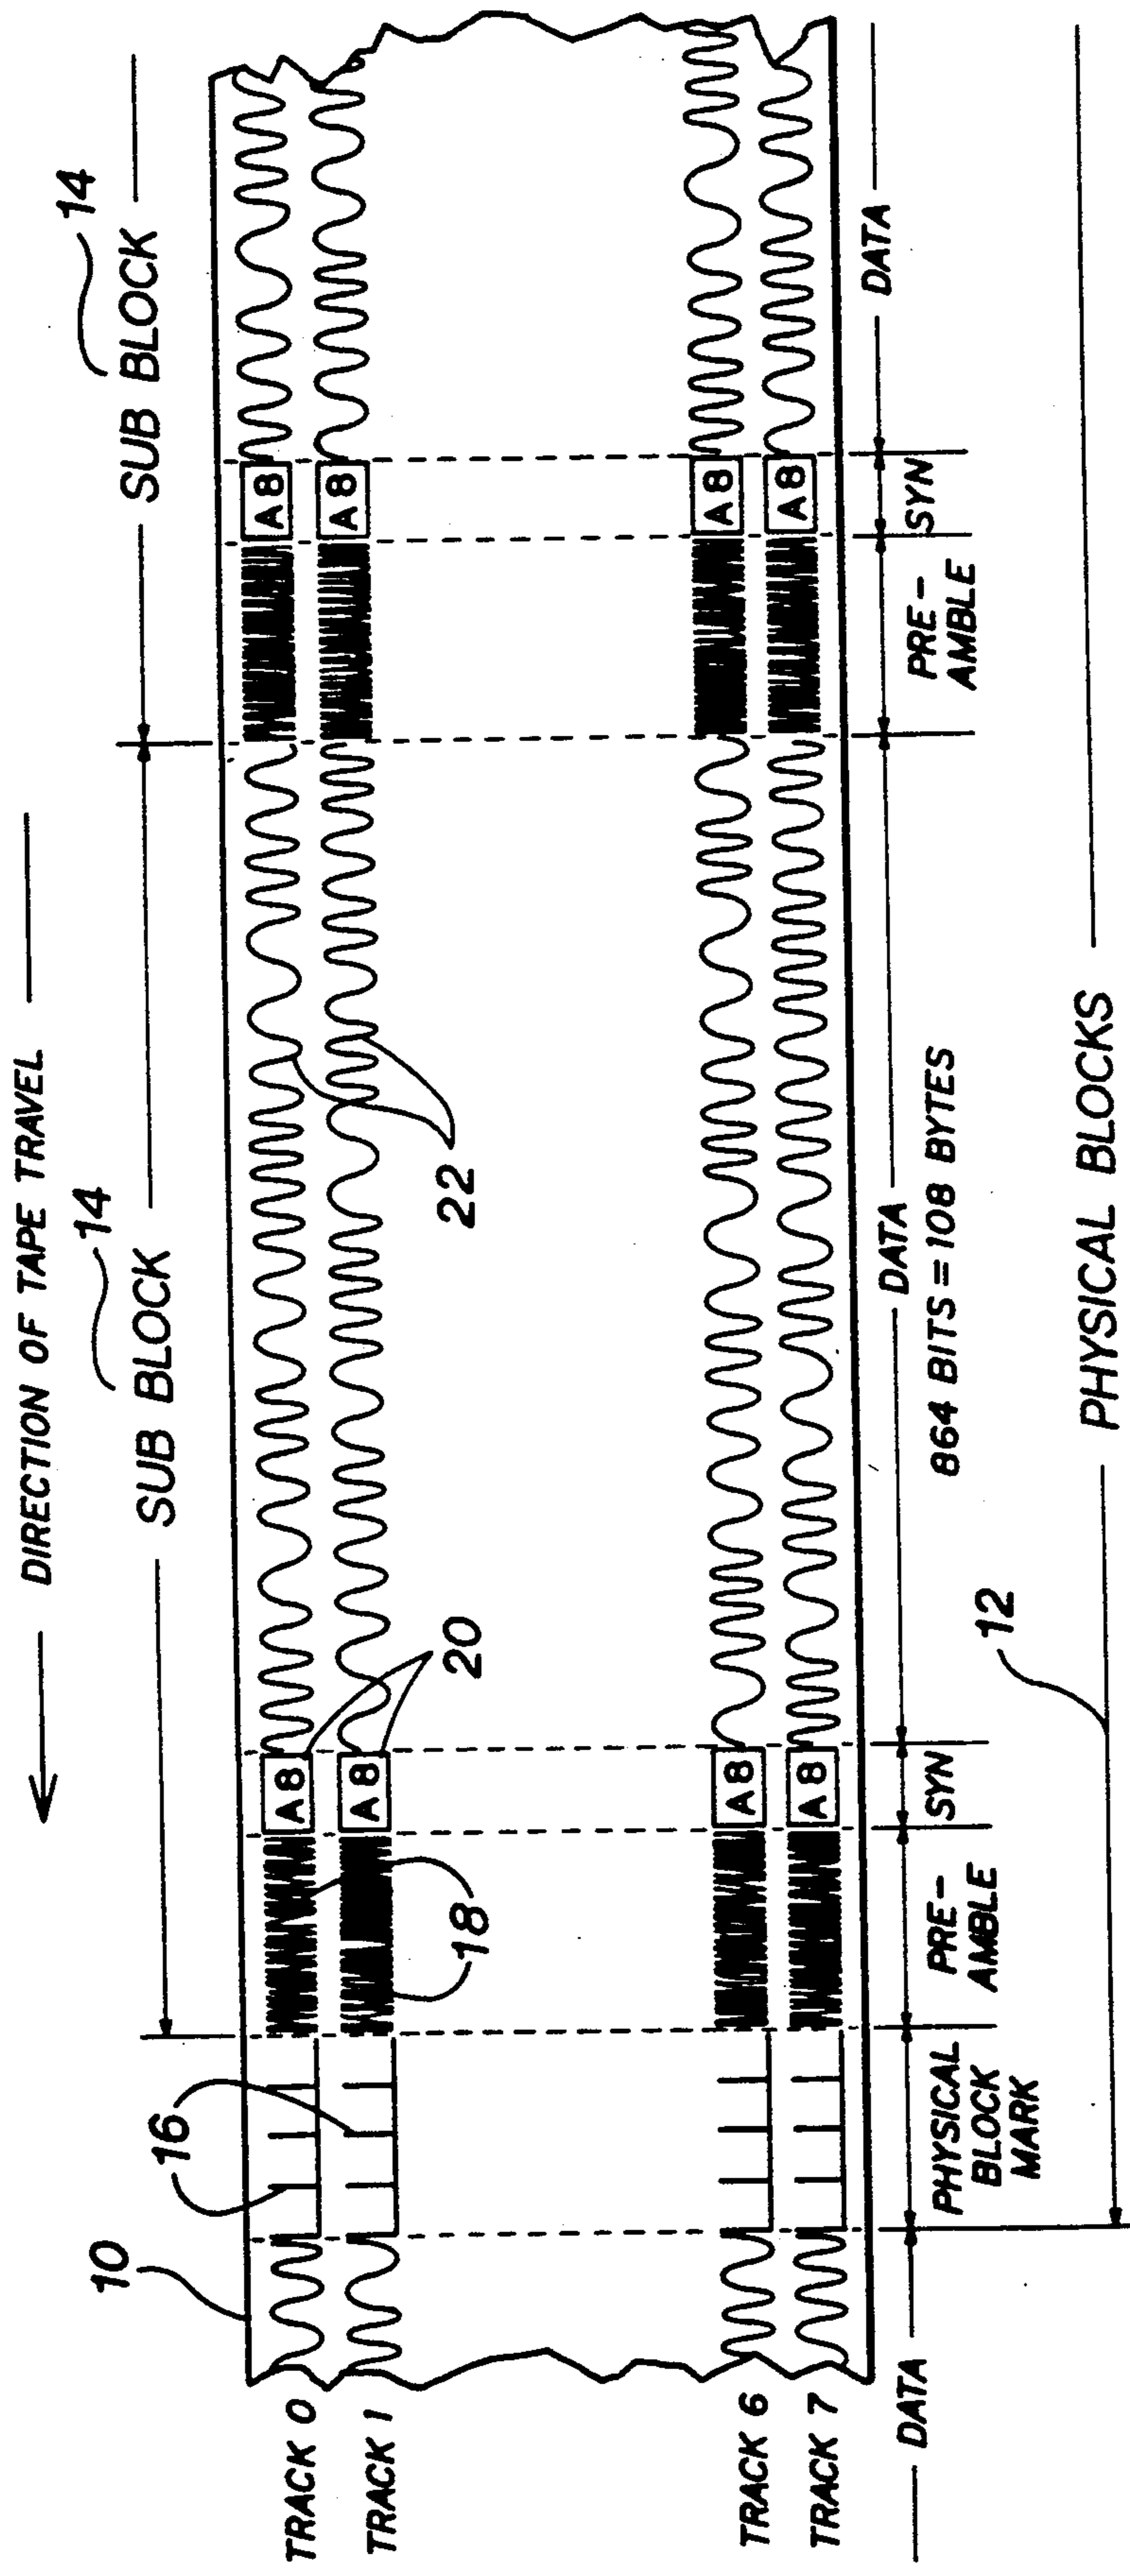 DIRECTION OF TAPE TRAVEL
14
14
SUB BLOCK
SUB BLOCK
10
16
TRACK 0
A8
A8
TRACK 1
A8
A8
18
20
22
TRACK 6
A8
A8
TRACK 7
A8
A8
DATA
PHYSICAL
BLOCK
MARK
PRE-
AMBLE
SYN
DATA
864 BITS = 108 BYTES
PRE-
AMBLE
SYN
DATA
12
PHYSICAL BLOCKS